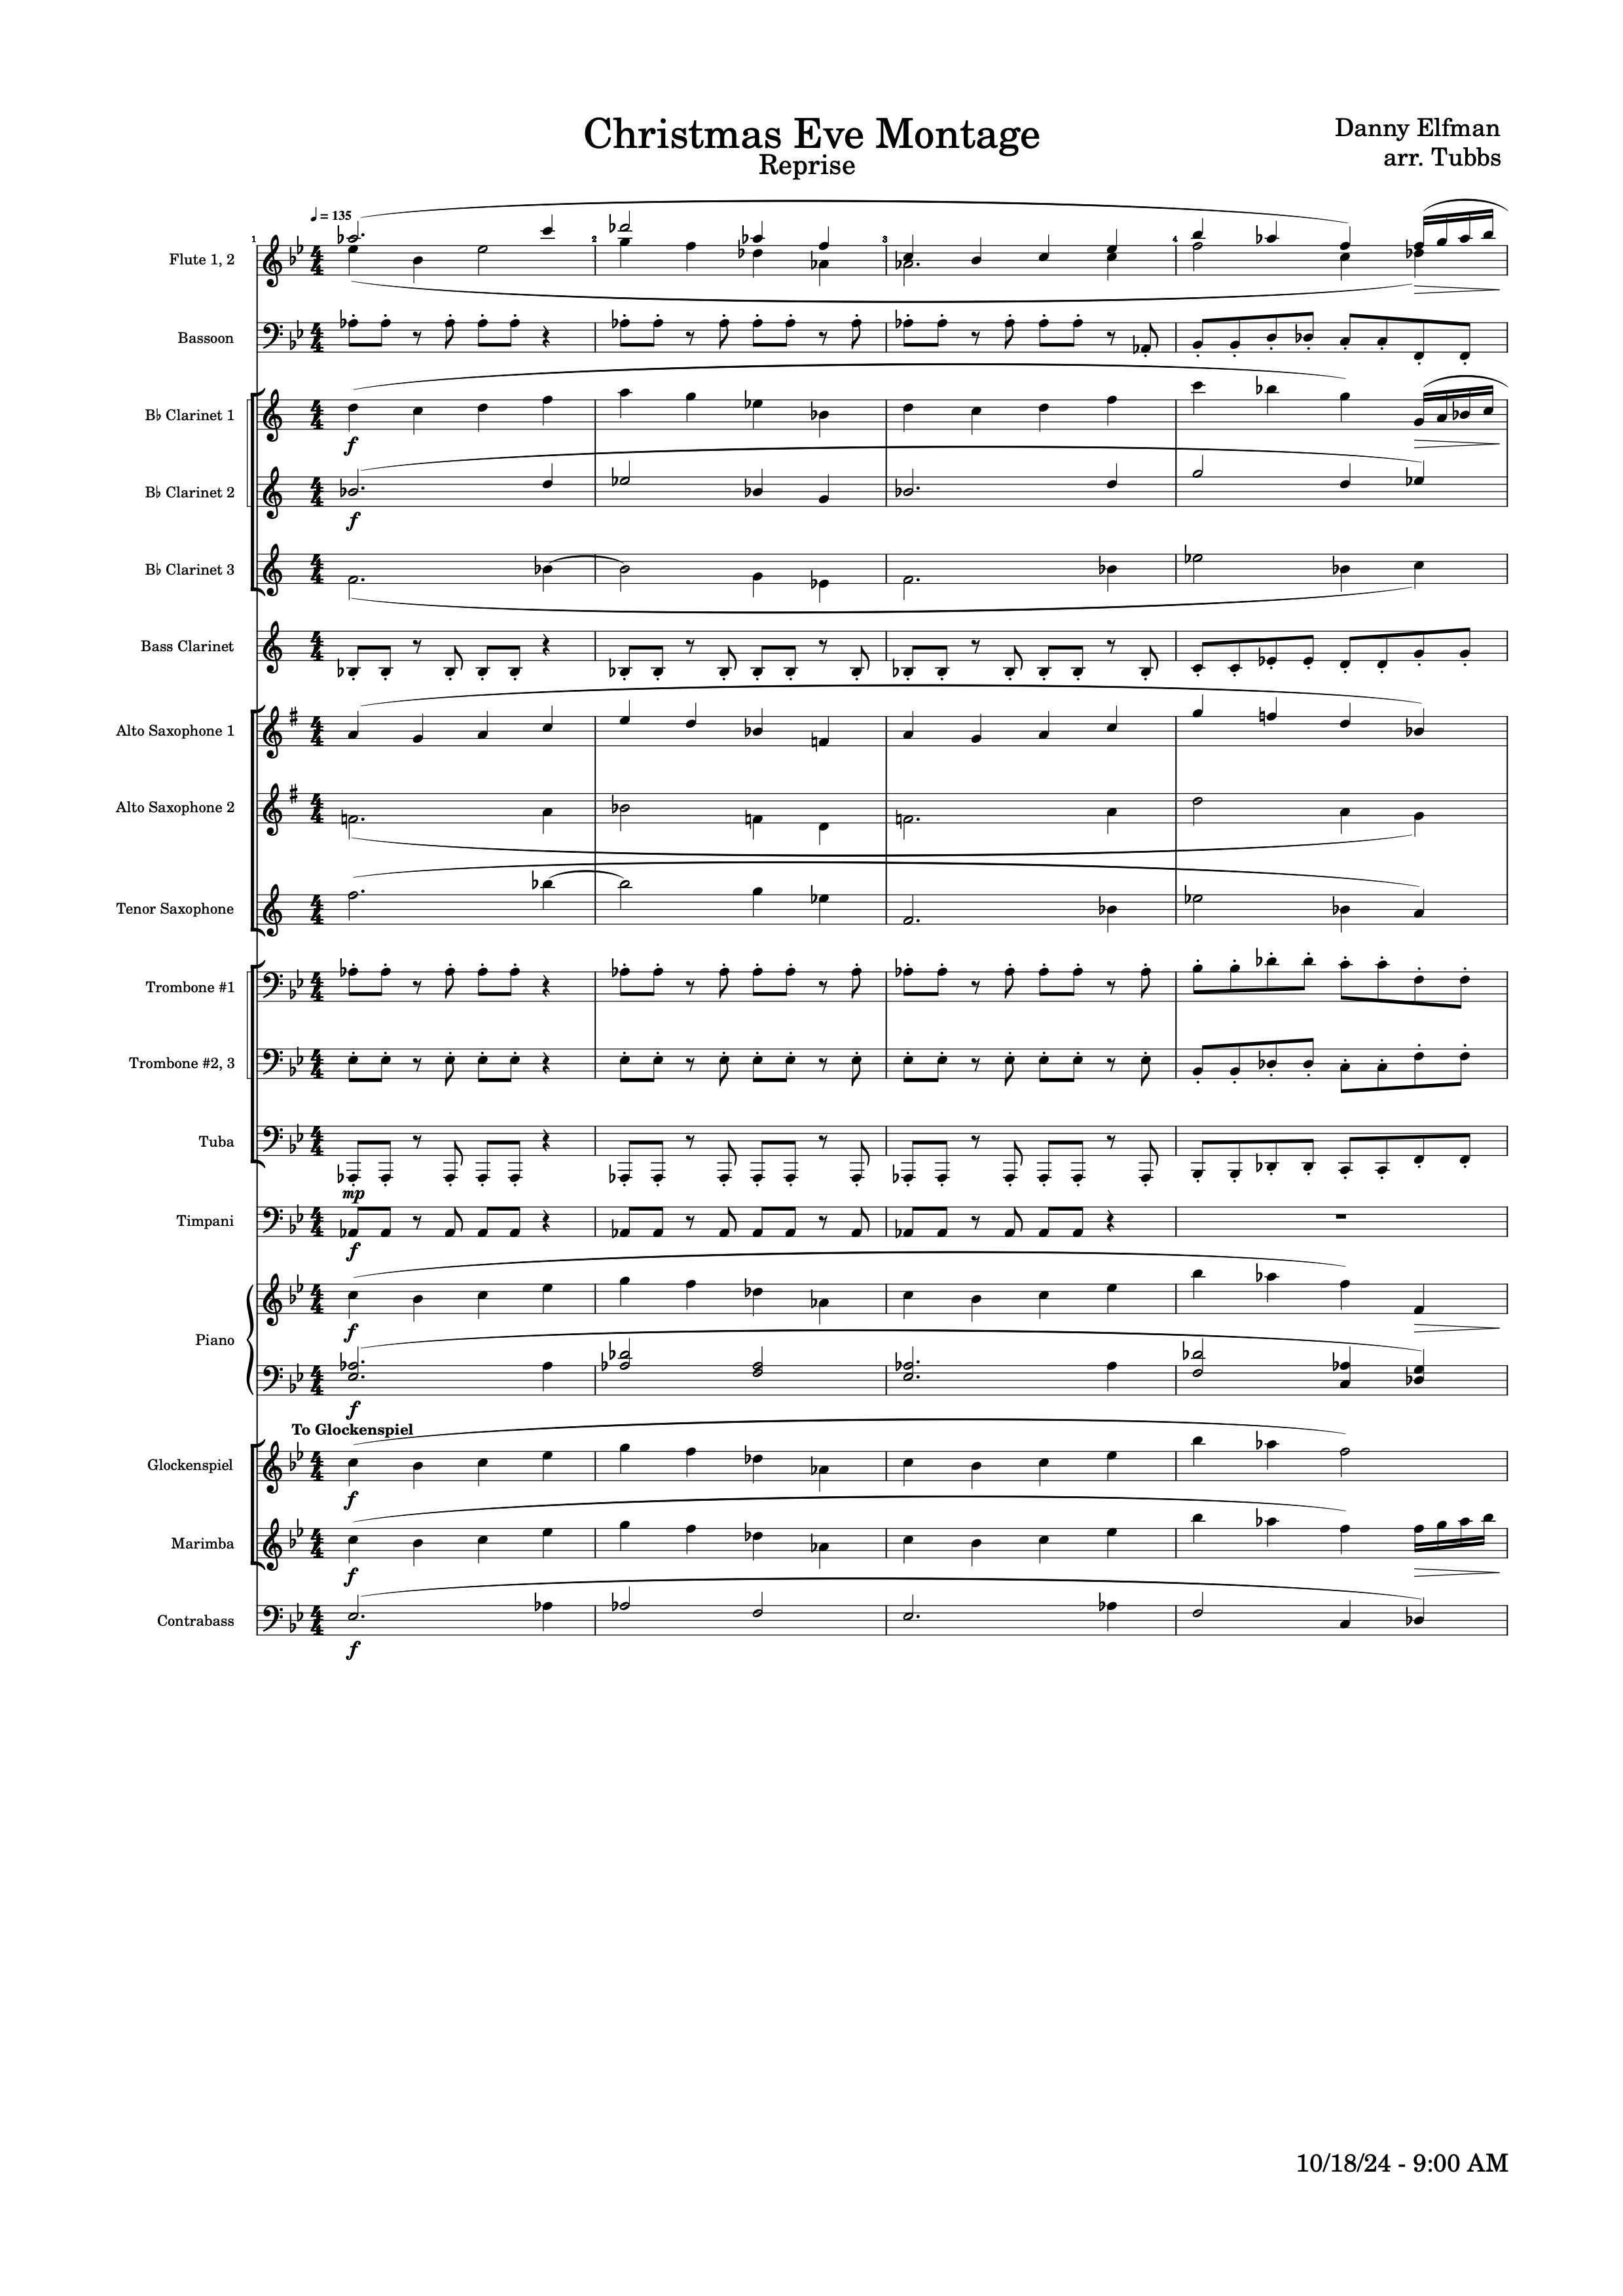 Christmas Eve Montage
Reprise
Danny Elfman
arr. Tubbs
♩ = 135
1 2 3 4
Flute 1, 2
Bassoon
B♭ Clarinet 1
f
B♭ Clarinet 2
f
B♭ Clarinet 3
Bass Clarinet
Alto Saxophone 1
Alto Saxophone 2
Tenor Saxophone
Trombone #1
Trombone #2, 3
Tuba
mp
Timpani
f
Piano
f
f
To Glockenspiel
Glockenspiel
f
Marimba
f
Contrabass
f
10/18/24 - 9:00 AM